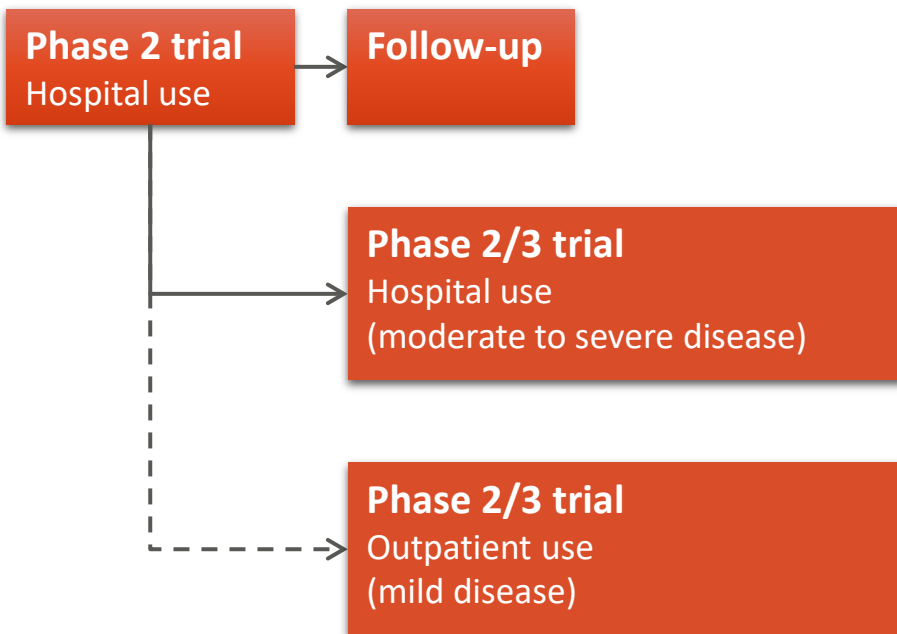 Phase 2 trial
Hospital use
Follow-up
Phase 2/3 trial
Hospital use
(moderate to severe disease)
Phase 2/3 trial
Outpatient use
(mild disease)